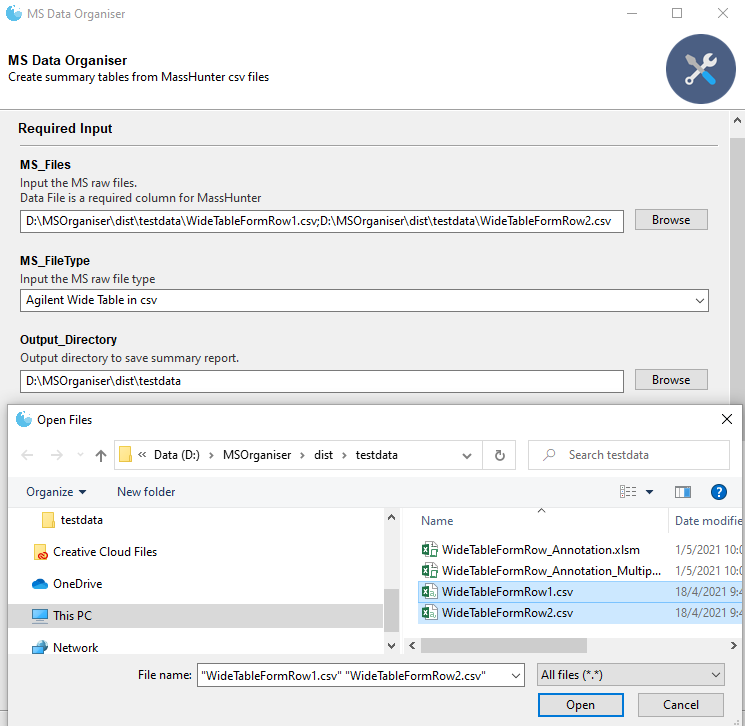 MS Data Organiser
MS Data Organiser
Create summary tables from MassHunter csv files
Required Input
MS_Files
Input the MS raw files.
Data File is a required column for MassHunter
D:\MSOrganiser\dist\testdata\WideTableFormRow1.csv;D:\MSOrganiser\dist\testdata\WideTableFormRow2.csv
Browse
MS_FileType
Input the MS raw file type
Agilent Wide Table in csv
Output_Directory
Output directory to save summary report.
D:\MSOrganiser\dist\testdata
Browse
Open Files
« Data (D:) › MSOrganiser › dist › testdata
Search testdata
Organize
New folder
?
testdata
Creative Cloud Files
OneDrive
This PC
Network
Name
Date modifie
WideTableFormRow_Annotation.xlsm
1/5/2021 10:0
WideTableFormRow_Annotation_Multip...
1/5/2021 10:0
WideTableFormRow1.csv
18/4/2021 9:4
WideTableFormRow2.csv
18/4/2021 9:4
File name:
"WideTableFormRow1.csv" "WideTableFormRow2.csv"
All files (*.*)
Open
Cancel